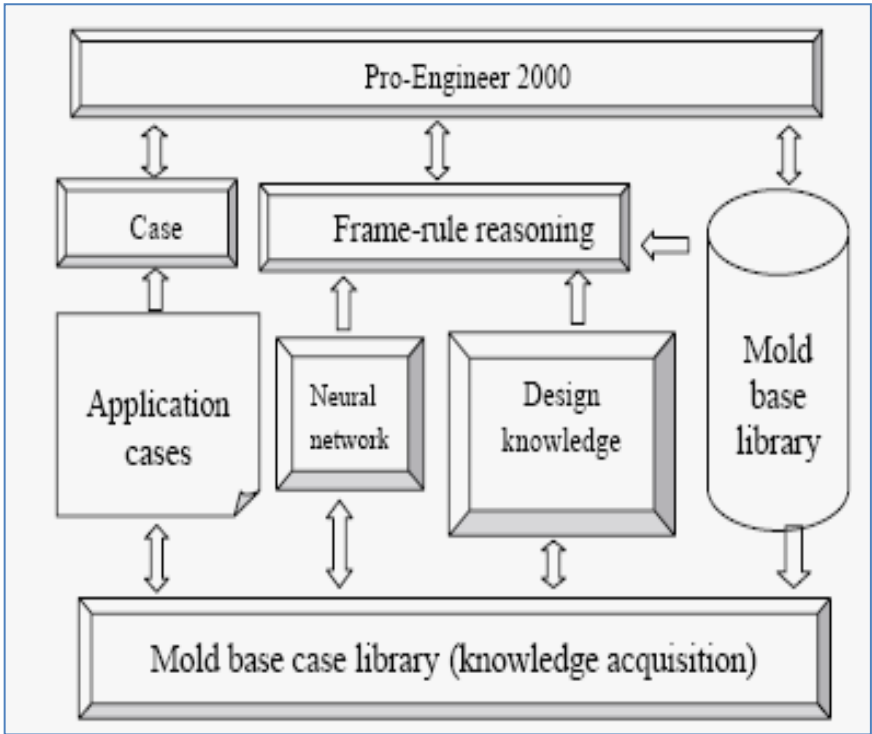 Pro-Engineer 2000
Case
Frame-rule reasoning
Application
cases
Neural
network
Design
knowledge
Mold
base
library
Mold base case library (knowledge acquisition)